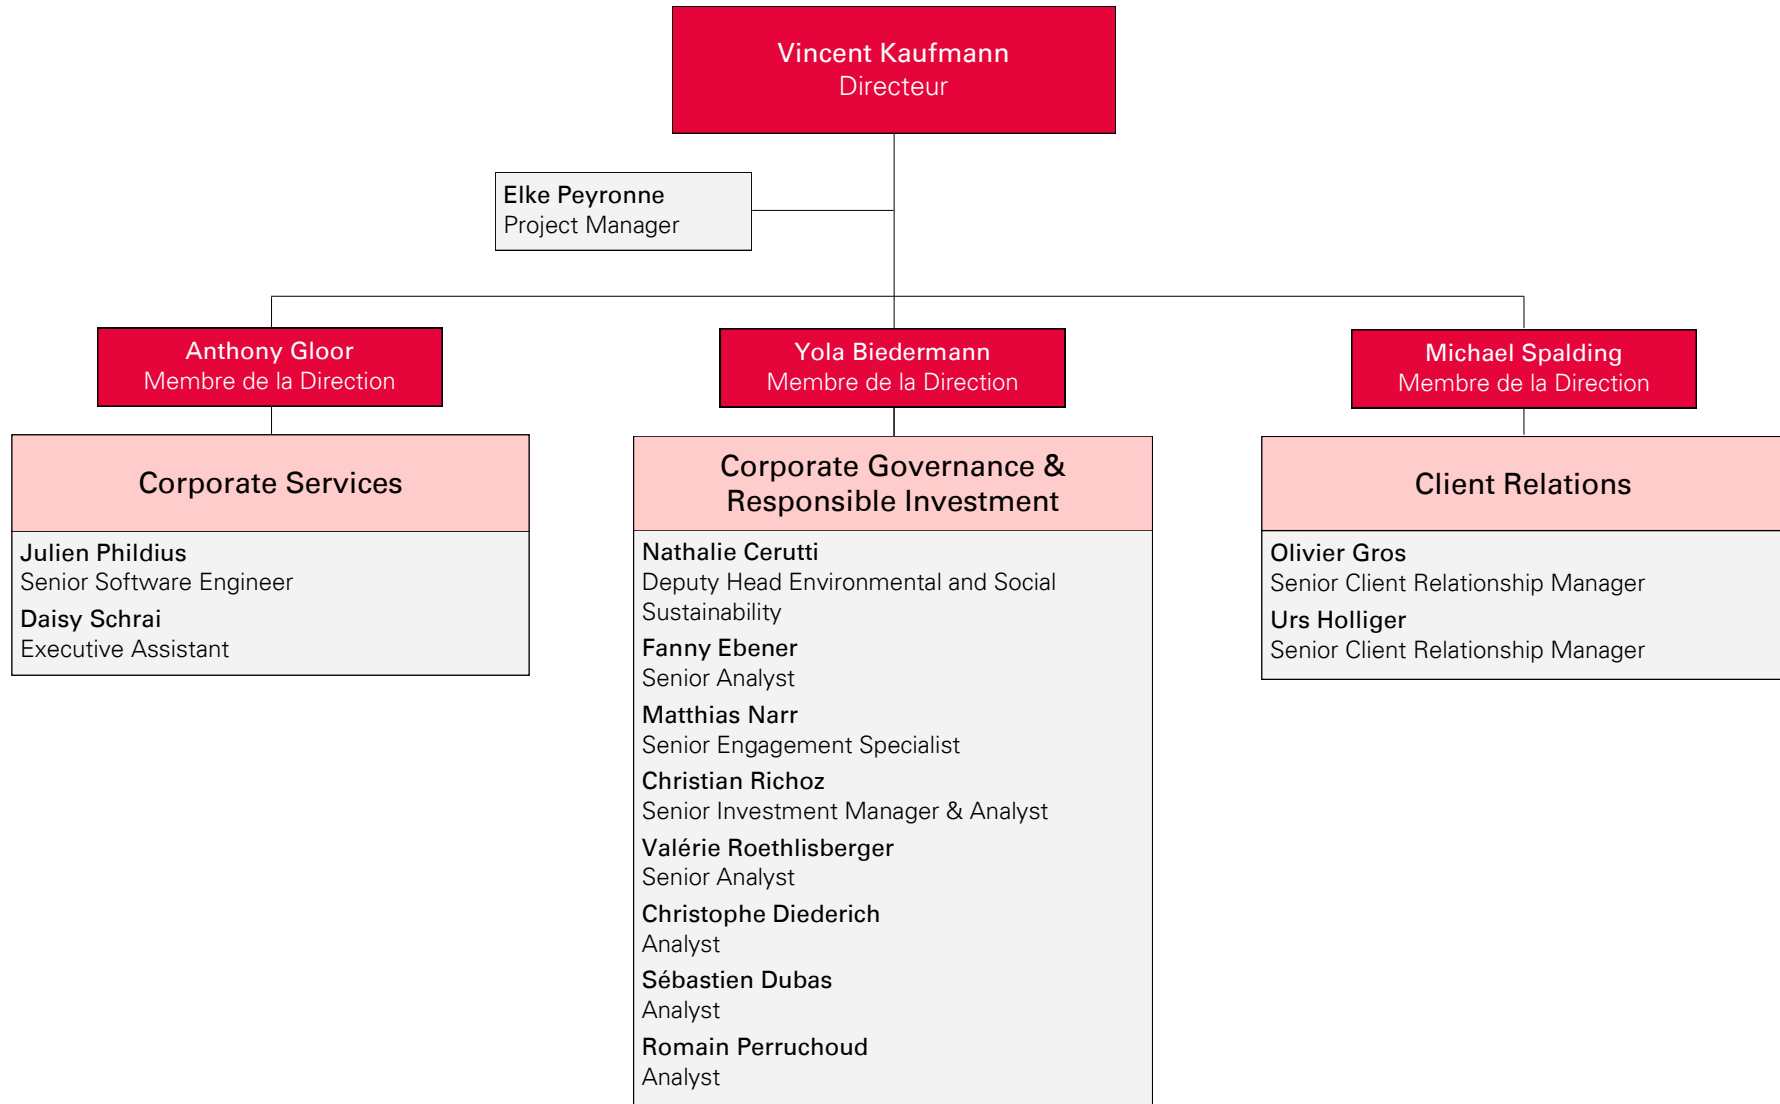 Vincent Kaufmann
Directeur
Elke Peyronne
Project Manager
Anthony Gloor
Membre de la Direction
Yola Biedermann
Membre de la Direction
Michael Spalding
Membre de la Direction
Corporate Services
Julien Phildius
Senior Software Engineer
Daisy Schrai
Executive Assistant
Corporate Governance &
Responsible Investment
Nathalie Cerutti
Deputy Head Environmental and Social
Sustainability
Fanny Ebener
Senior Analyst
Matthias Narr
Senior Engagement Specialist
Christian Richoz
Senior Investment Manager & Analyst
Valérie Roethlisberger
Senior Analyst
Christophe Diederich
Analyst
Sébastien Dubas
Analyst
Romain Perruchoud
Analyst
Client Relations
Olivier Gros
Senior Client Relationship Manager
Urs Holliger
Senior Client Relationship Manager